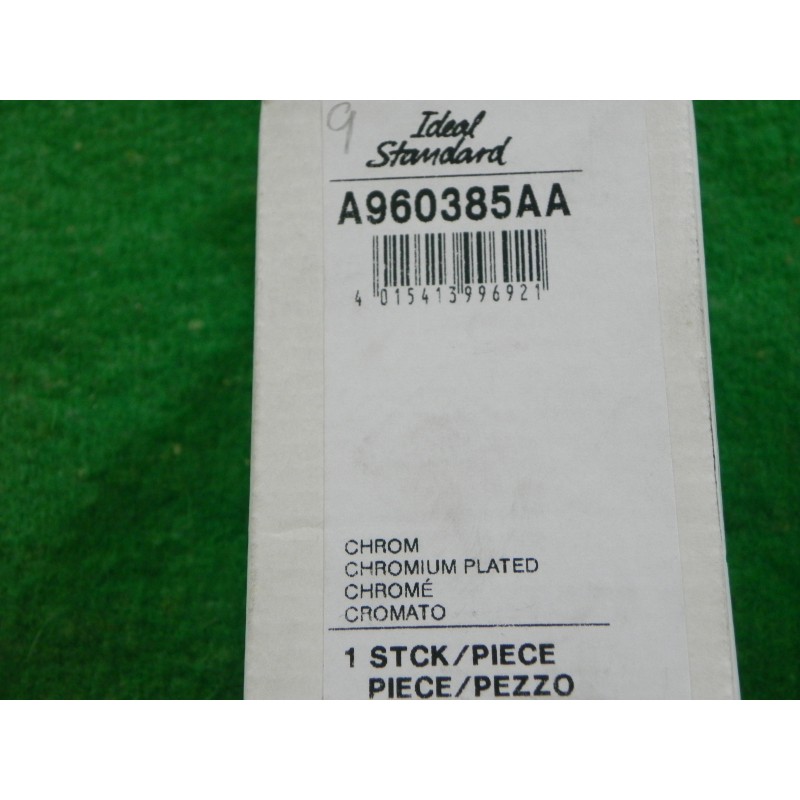 9
Ideal
Standard
A960385AA
4 015413 996921
CHROM
CHROMIUM PLATED
CHROMÉ
CROMATO
1 STCK/PIECE
PIECE/PEZZO